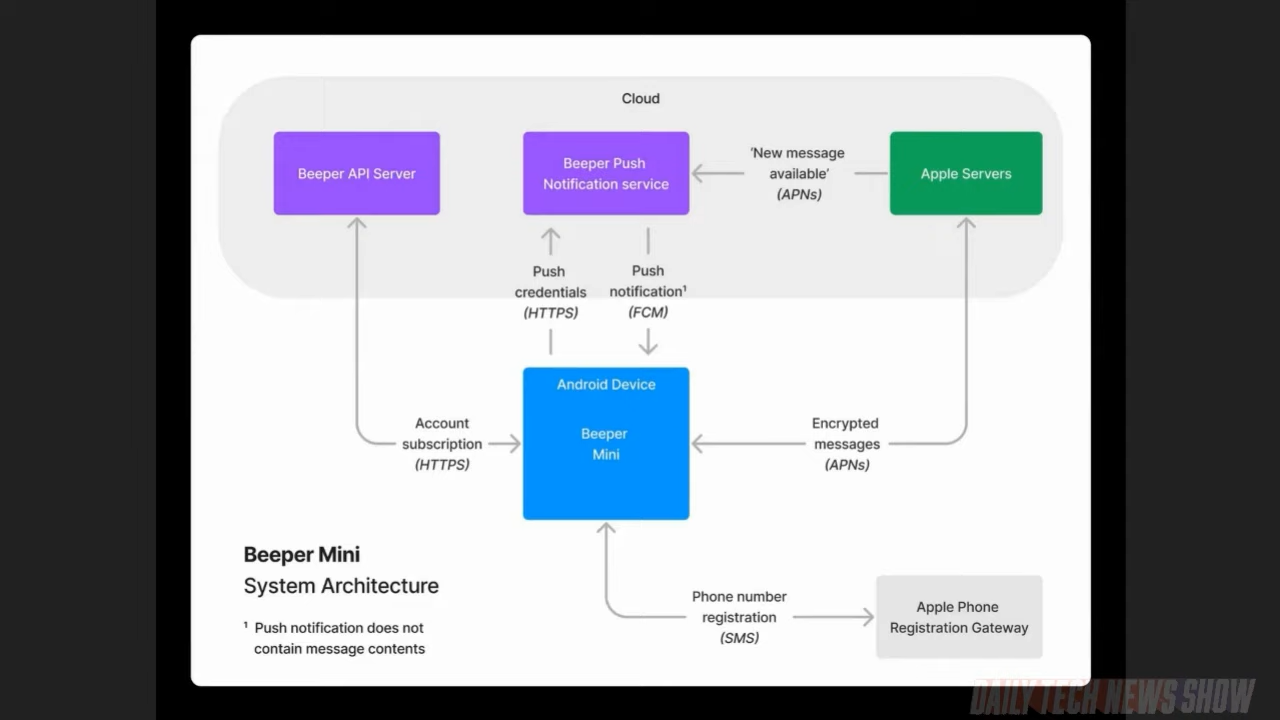 Cloud
Beeper API Server
Beeper Push
Notification service
'New message
available'
(APNs)
Apple Servers
Push
credentials
(HTTPS)
Push
notification¹
(FCM)
Android Device
Beeper
Mini
Account
subscription
(HTTPS)
Encrypted
messages
(APNs)
Beeper Mini
System Architecture
¹ Push notification does not
contain message contents
Phone number
registration
(SMS)
Apple Phone
Registration Gateway
DAILY TECH NEWS SHOW